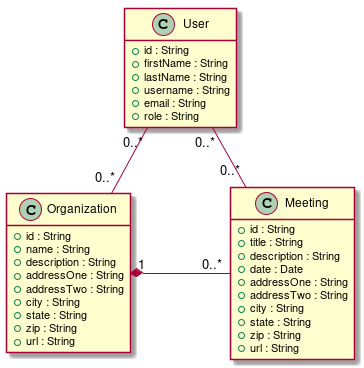 C User
id : String
firstName : String
lastName : String
username : String
email : String
role : String
0..* 0..*
0..* 0..*
C Organization
id : String
name : String
description : String
addressOne : String
addressTwo : String
city : String
state : String
zip : String
url : String
1 0..*
C Meeting
id : String
title : String
description : String
date : Date
addressOne : String
addressTwo : String
city : String
state : String
zip : String
url : String